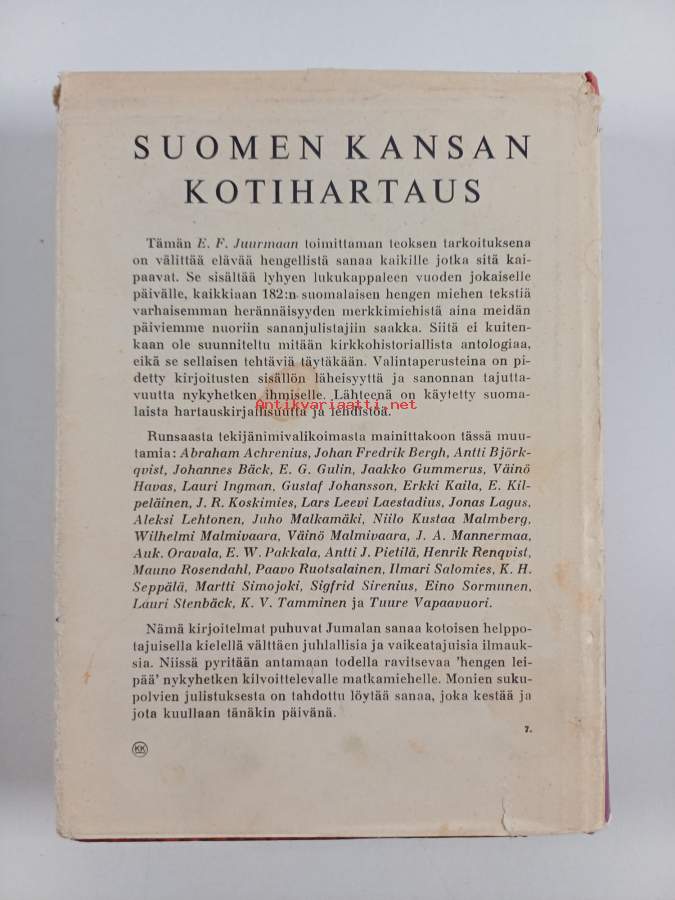 SUOMEN KANSAN
KOTIHARTAUS
Tämän E. F. Juurmaan toimittaman teoksen tarkoituksena
on välittää elävää hengellistä sanaa kaikille jotka sitä kai-
paavat. Se sisältää lyhyen lukukappaleen vuoden jokaiselle
päivälle, kaikkiaan 182:n suomalaisen hengen miehen tekstiä
varhaisemman herännäisyyden merkkimiehistä aina meidän
päiviemme nuoriin sananjulistajiin saakka. Siitä ei kuiten-
kaan ole suunniteltu mitään kirkkohistoriallista antologiaa,
eikä se sellaisen tehtäviä täytäkään. Valintaperusteina on pi-
detty kirjoitusten sisällön läheisyyttä ja sanonnan tajutta-
vuutta nykyhetken ihmiselle. Lähteenä on käytetty suoma-
laista hartauskirjallisuutta ja lehdistöä.
Antikvariaatti.net
Runsaasta tekijänimivalikoimasta mainittakoon tässä muu-
tamia: Abraham Achrenius, Johan Fredrik Bergh, Antti Björk-
qvist, Johannes Bäck, E. G. Gulin, Jaakko Gummerus, Väinö
Havas, Lauri Ingman, Gustaf Johansson, Erkki Kaila, E. Kil-
peläinen, J. R. Koskimies, Lars Leevi Laestadius, Jonas Lagus,
Aleksi Lehtonen, Juho Malkamäki, Niilo Kustaa Malmberg,
Wilhelmi Malmivaara, Väinö Malmivaara, J. A. Mannermaa,
Auk. Oravala, E. W. Pakkala, Antti J. Pietilä, Henrik Renqvist,
Mauno Rosendahl, Paavo Ruotsalainen, Ilmari Salomies, K. H.
Seppälä, Martti Simojoki, Sigfrid Sirenius, Eino Sormunen,
Lauri Stenbäck, K. V. Tamminen ja Tuure Vapaavuori.
Nämä kirjoitelmat puhuvat Jumalan sanaa kotoisen helppo-
tajuisella kielellä välttäen juhlallisia ja vaikeatajuisia ilmauk-
sia. Niissä pyritään antamaan todella ravitsevaa 'hengen lei-
pää' nykyhetken kilvoittelevalle matkamiehelle. Monien suku-
polvien julistuksesta on tahdottu löytää sanaa, joka kestää ja
jota kuullaan tänäkin päivänä.
7.
KK